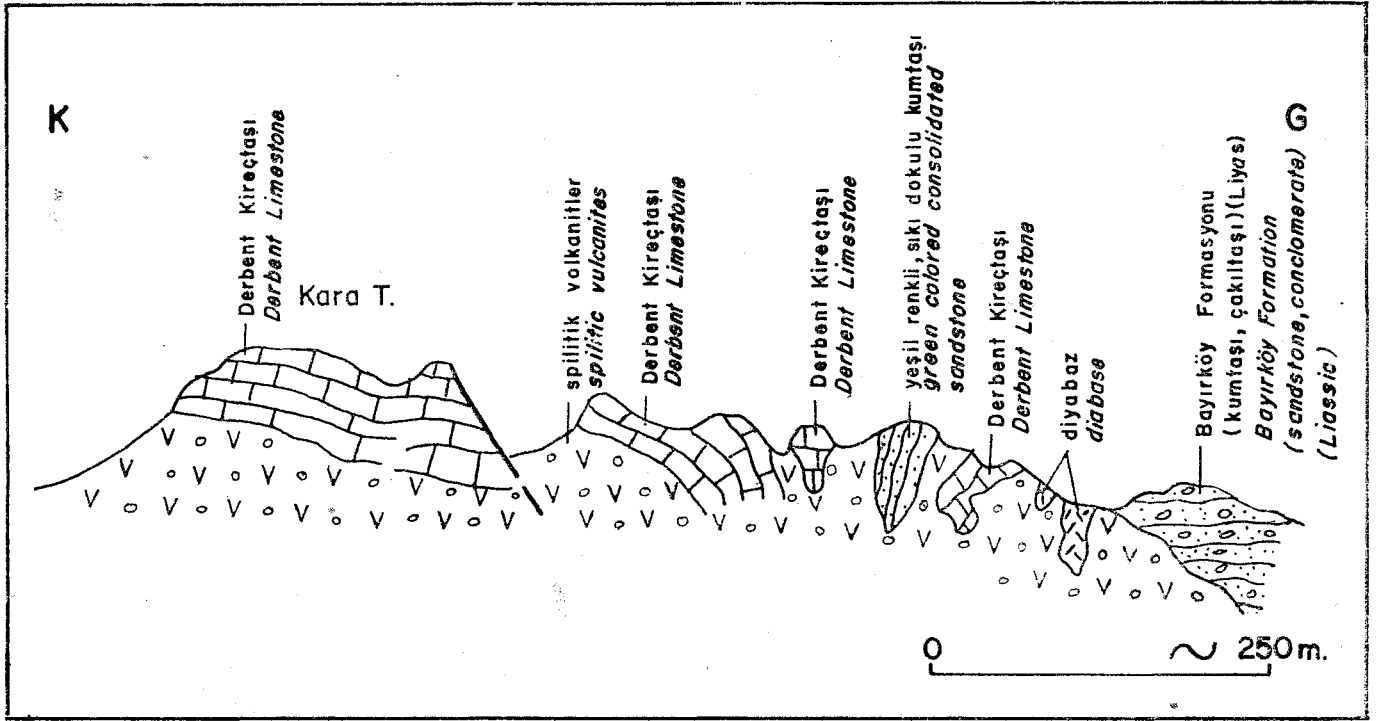 K
G
Derbent Kireçtaşı
Derbent Limestone
Kara T.
spilitik volkanitler
spilitic vulcanites
Derbent Kireçtaşı
Derbent Limestone
Derbent Kireçtaşı
Derbent Limestone
yeşil renkli, sıkı dokulu kumtaşı
green colored consolidated
sandstone
Derbent Kireçtaşı
Derbent Limestone
diyabaz
diabase
Bayırköy Formasyonu
(kumtaşı, çakıltaşı)(Liyas)
Bayırköy Formation
(sandstone, conclomerata)
(Liassic)
0 ~ 250 m.